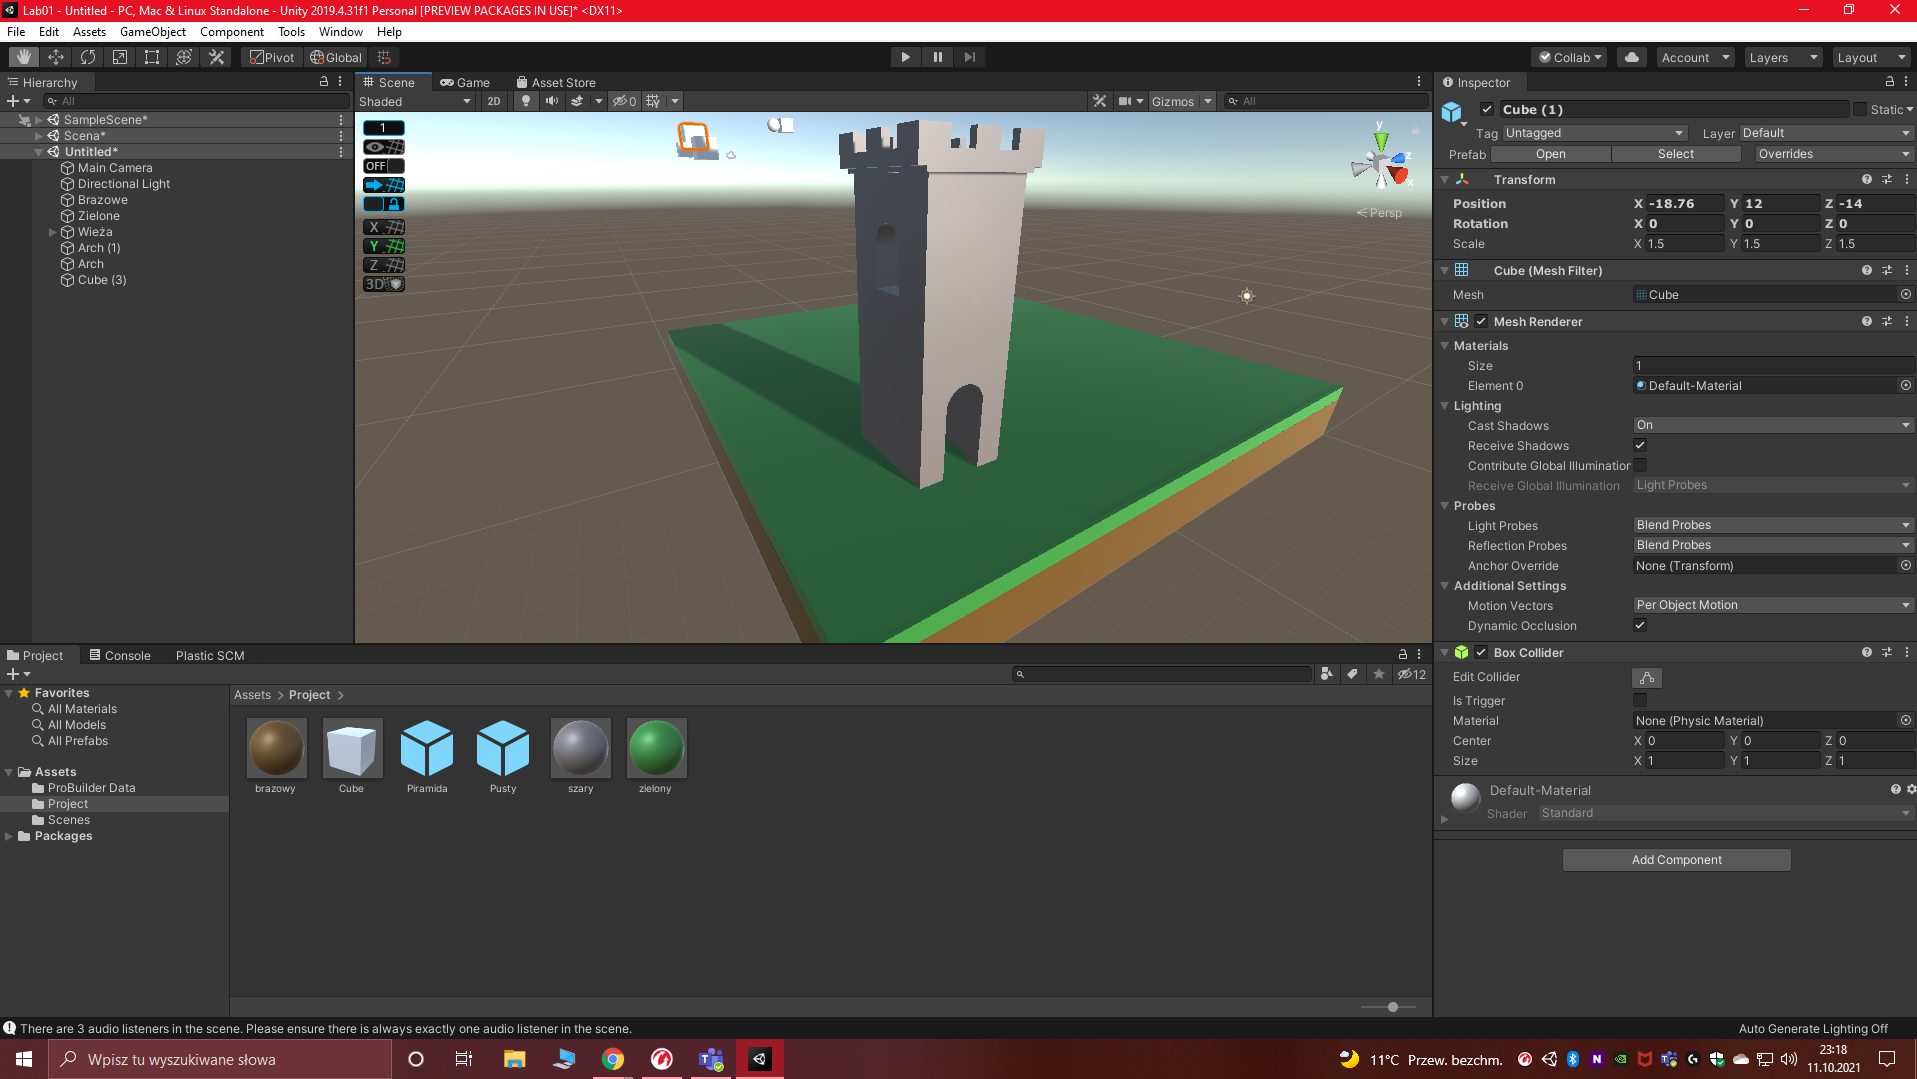 Lab01 - Untitled - PC, Mac & Linux Standalone - Unity 2019.4.31f1 Personal [PREVIEW PACKAGES IN USE]* <DX11>
File Edit Assets GameObject Component Tools Window Help
Pivot Global Collab Account Layers Layout
Hierarchy
All
SampleScene*
Scena*
Untitled*
Main Camera
Directional Light
Brazowe
Zielone
Wieża
Arch (1)
Arch
Cube (3)
Scene Game Asset Store
Shaded 2D 0 Gizmos All
1
OFF
X
Y
Z
3D
y
z
x
Persp
Inspector
Cube (1) Static
Tag Untagged Layer Default
Prefab Open Select Overrides
Transform
Position X -18.76 Y 12 Z -14
Rotation X 0 Y 0 Z 0
Scale X 1.5 Y 1.5 Z 1.5
Cube (Mesh Filter)
Mesh Cube
Mesh Renderer
Materials
Size 1
Element 0 Default-Material
Lighting
Cast Shadows On
Receive Shadows
Contribute Global Illumination
Receive Global Illumination Light Probes
Probes
Light Probes Blend Probes
Reflection Probes Blend Probes
Anchor Override None (Transform)
Additional Settings
Motion Vectors Per Object Motion
Dynamic Occlusion
Box Collider
Edit Collider
Is Trigger
Material None (Physic Material)
Center X 0 Y 0 Z 0
Size X 1 Y 1 Z 1
Default-Material
Shader Standard
Add Component
Project Console Plastic SCM
12
Favorites
All Materials
All Models
All Prefabs
Assets
ProBuilder Data
Project
Scenes
Packages
Assets > Project >
brazowy Cube Piramida Pusty szary zielony
There are 3 audio listeners in the scene. Please ensure there is always exactly one audio listener in the scene.
Auto Generate Lighting Off
Wpisz tu wyszukiwane słowa
11°C Przew. bezchm.
23:18
11.10.2021